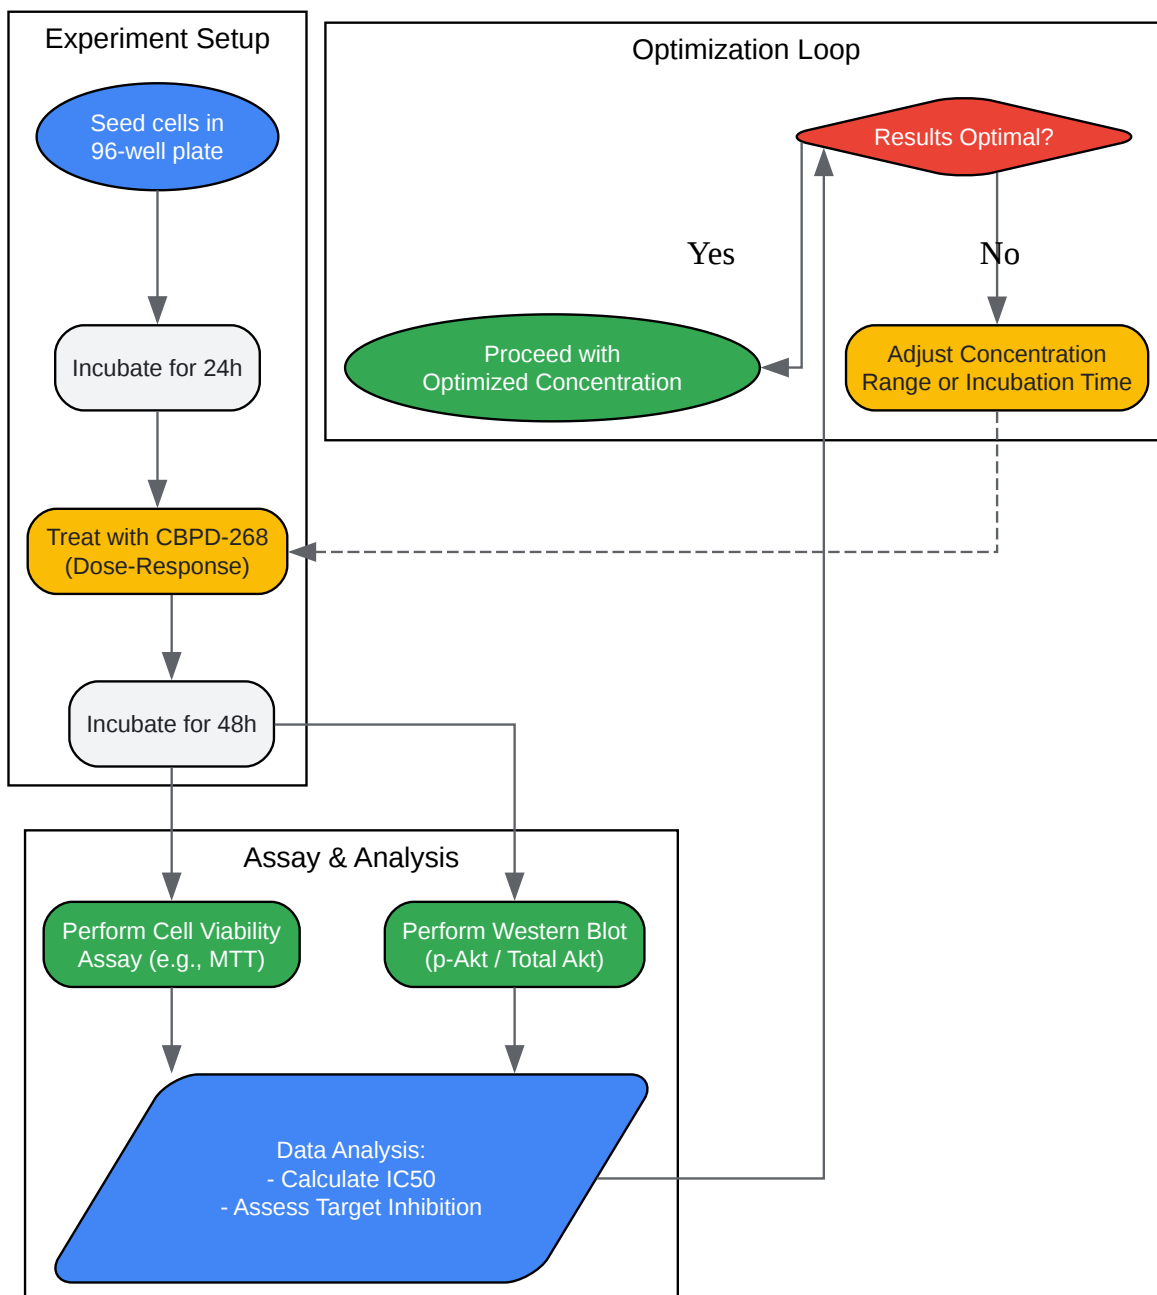 Experiment Setup
Seed cells in
96-well plate
Incubate for 24h
Treat with CBPD-268
(Dose-Response)
Incubate for 48h
Optimization Loop
Results Optimal?
Yes
No
Proceed with
Optimized Concentration
Adjust Concentration
Range or Incubation Time
Assay & Analysis
Perform Cell Viability
Assay (e.g., MTT)
Perform Western Blot
(p-Akt / Total Akt)
Data Analysis:
- Calculate IC50
- Assess Target Inhibition